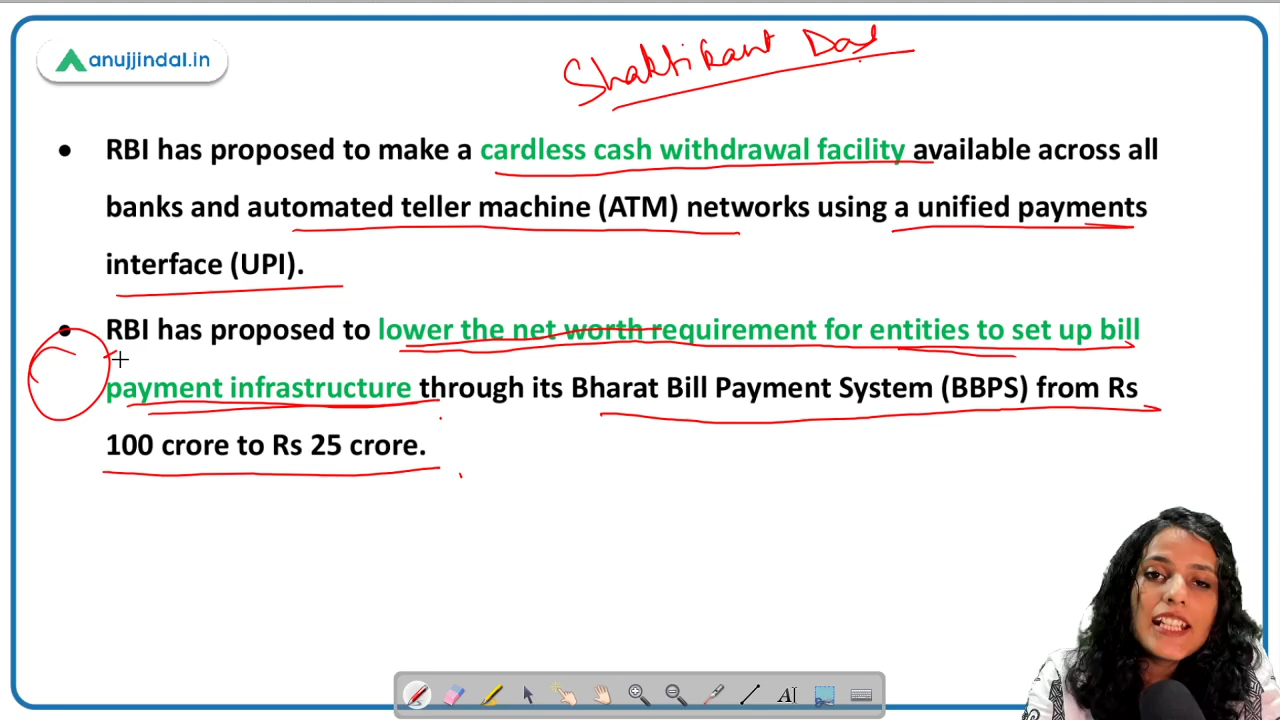 anujjindal.in
Shaktikant Das
• RBI has proposed to make a cardless cash withdrawal facility available across all
banks and automated teller machine (ATM) networks using a unified payments
interface (UPI).
• RBI has proposed to lower the net worth requirement for entities to set up bill
payment infrastructure through its Bharat Bill Payment System (BBPS) from Rs
100 crore to Rs 25 crore.
A